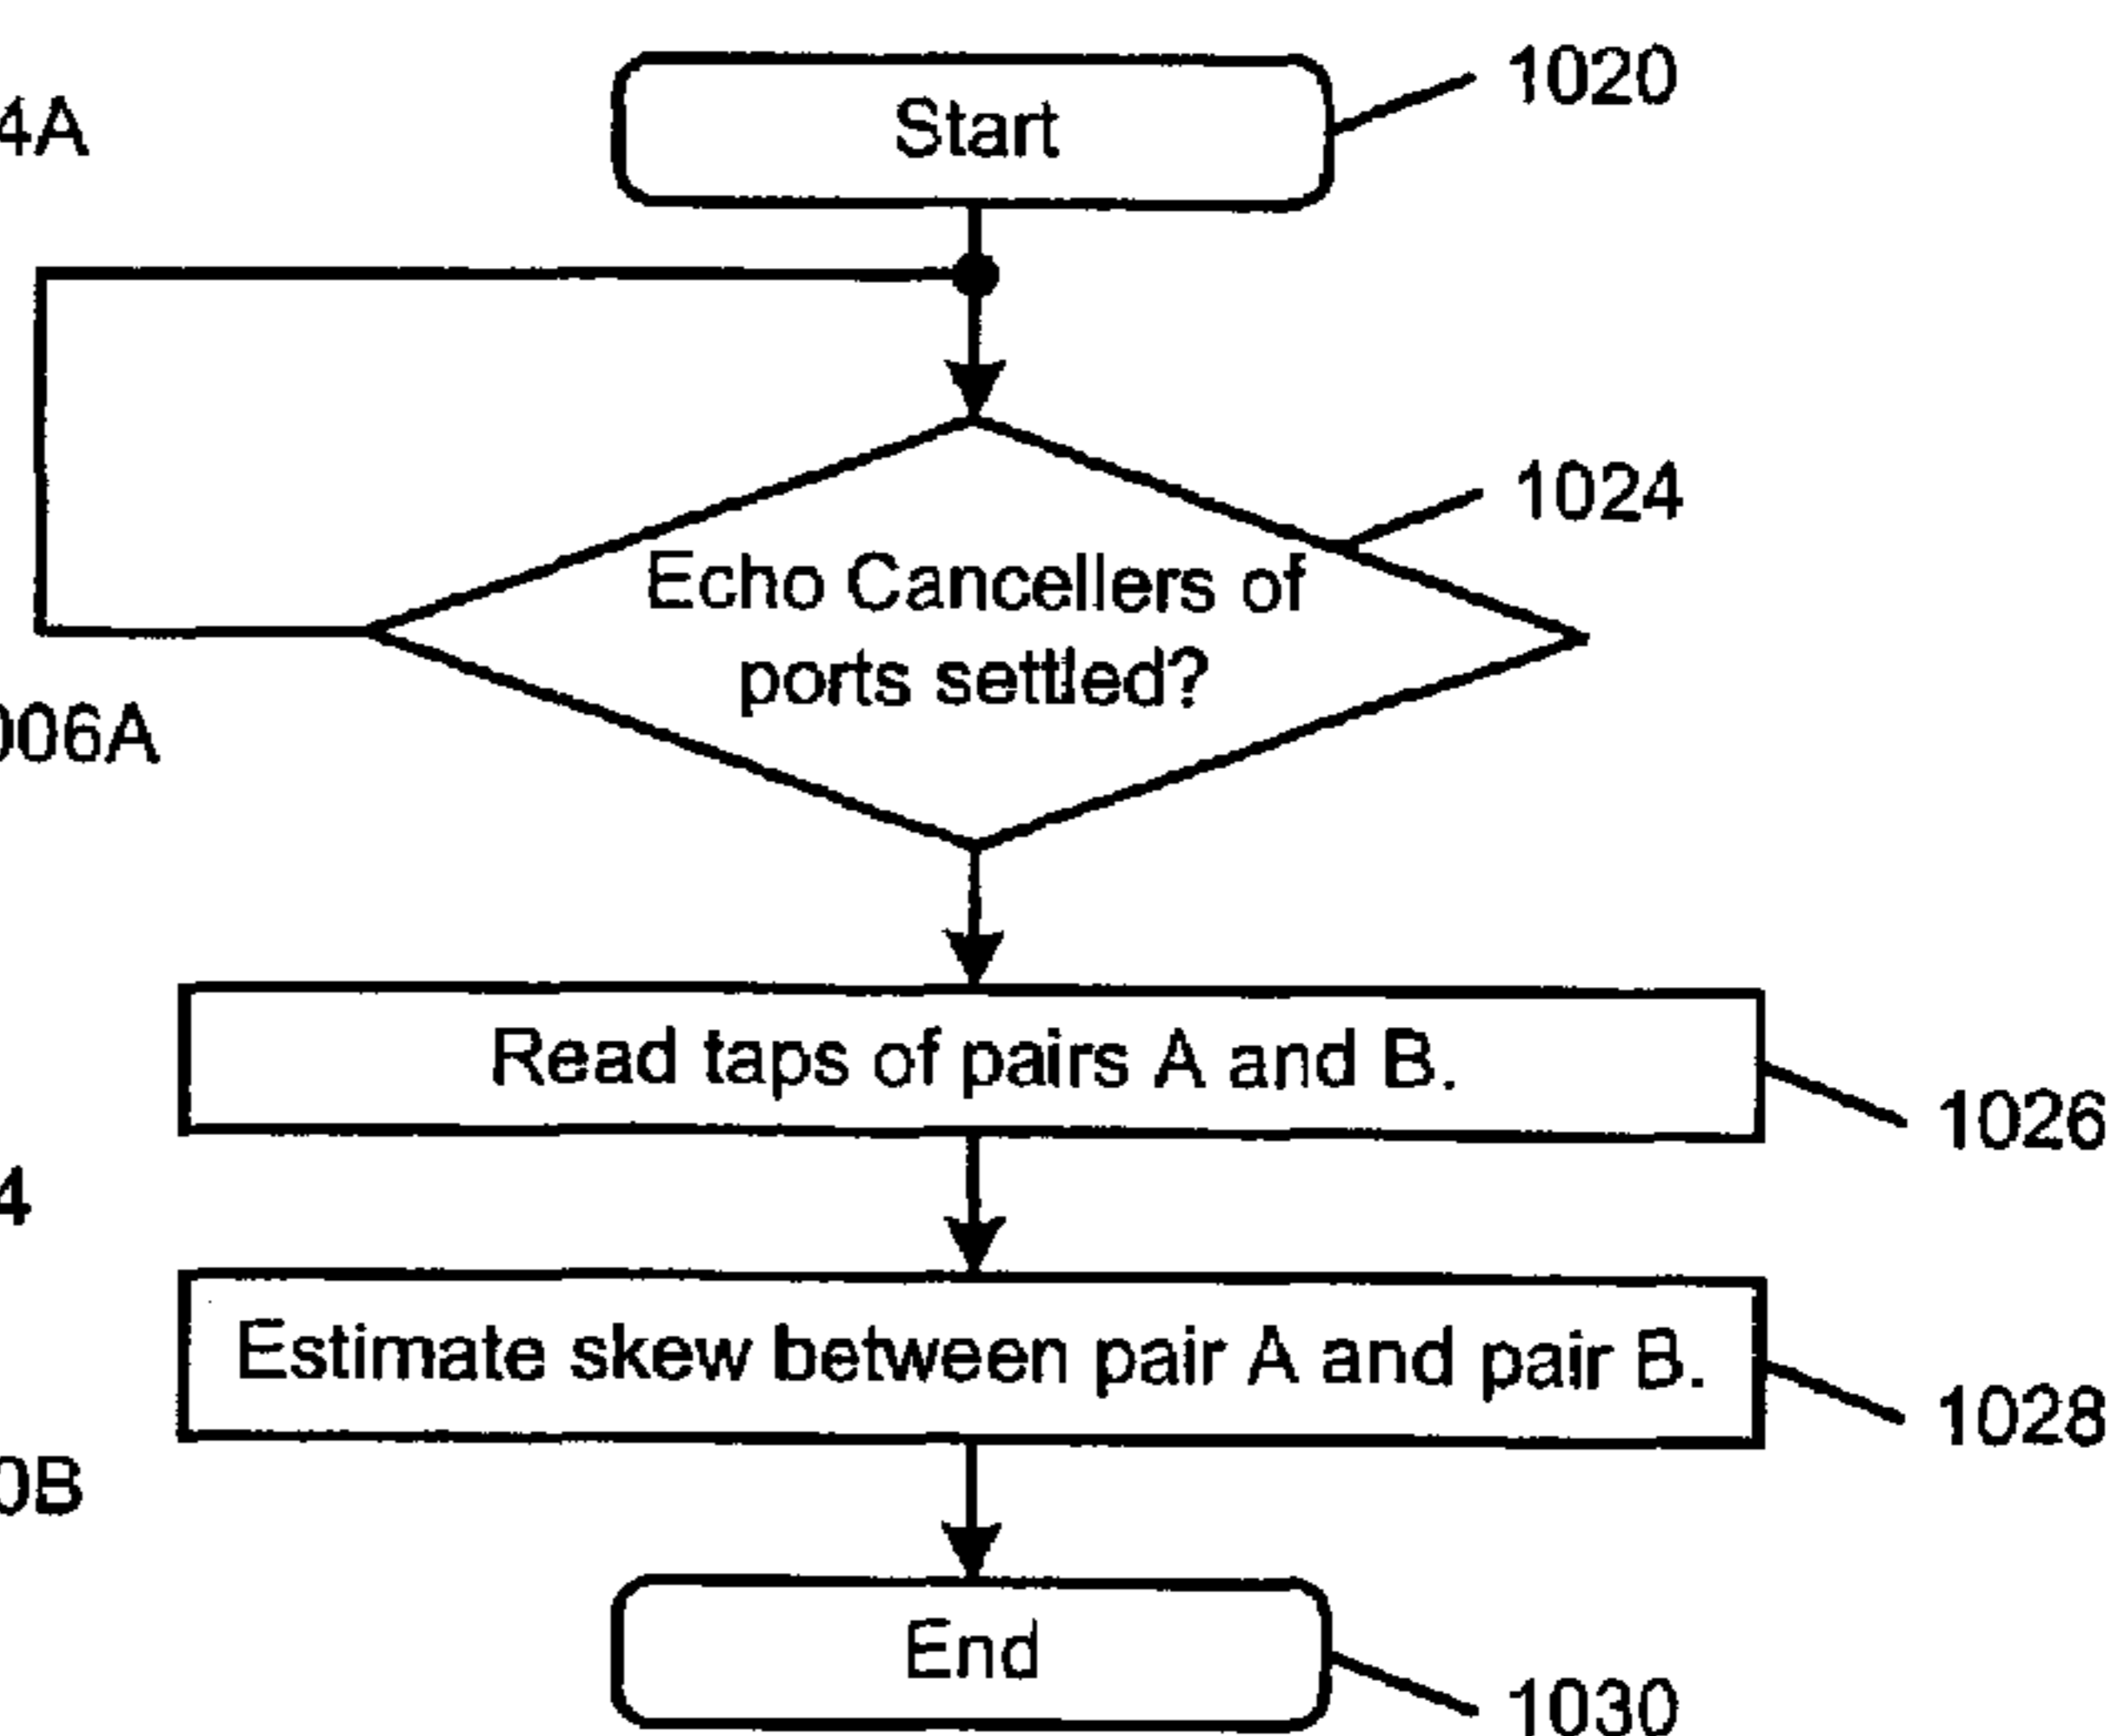 4A
Start
1020
1024
Echo Cancellers of
ports settled?
006A
Read taps of pairs A and B.
1026
4
Estimate skew between pair A and pair B.
1028
0B
End
1030